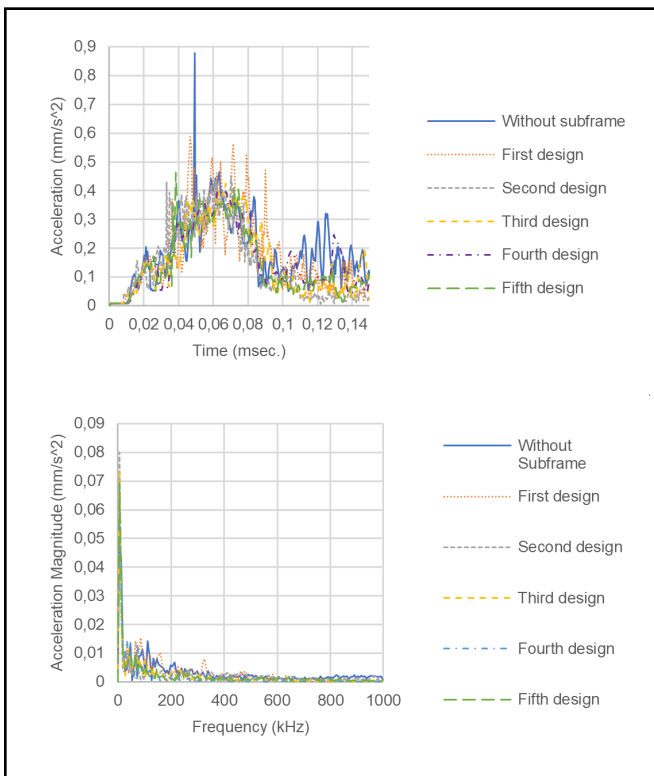 0,9
0,8
0,7
0,6
0,5
0,4
0,3
0,2
0,1
0
Acceleration (mm/s^2)
0 0,02 0,04 0,06 0,08 0,1 0,12 0,14
Time (msec.)
Without subframe
First design
Second design
Third design
Fourth design
Fifth design
0,09
0,08
0,07
0,06
0,05
0,04
0,03
0,02
0,01
0
Acceleration Magnitude (mm/s^2)
0 200 400 600 800 1000
Frequency (kHz)
Without
Subframe
First design
Second design
Third design
Fourth design
Fifth design